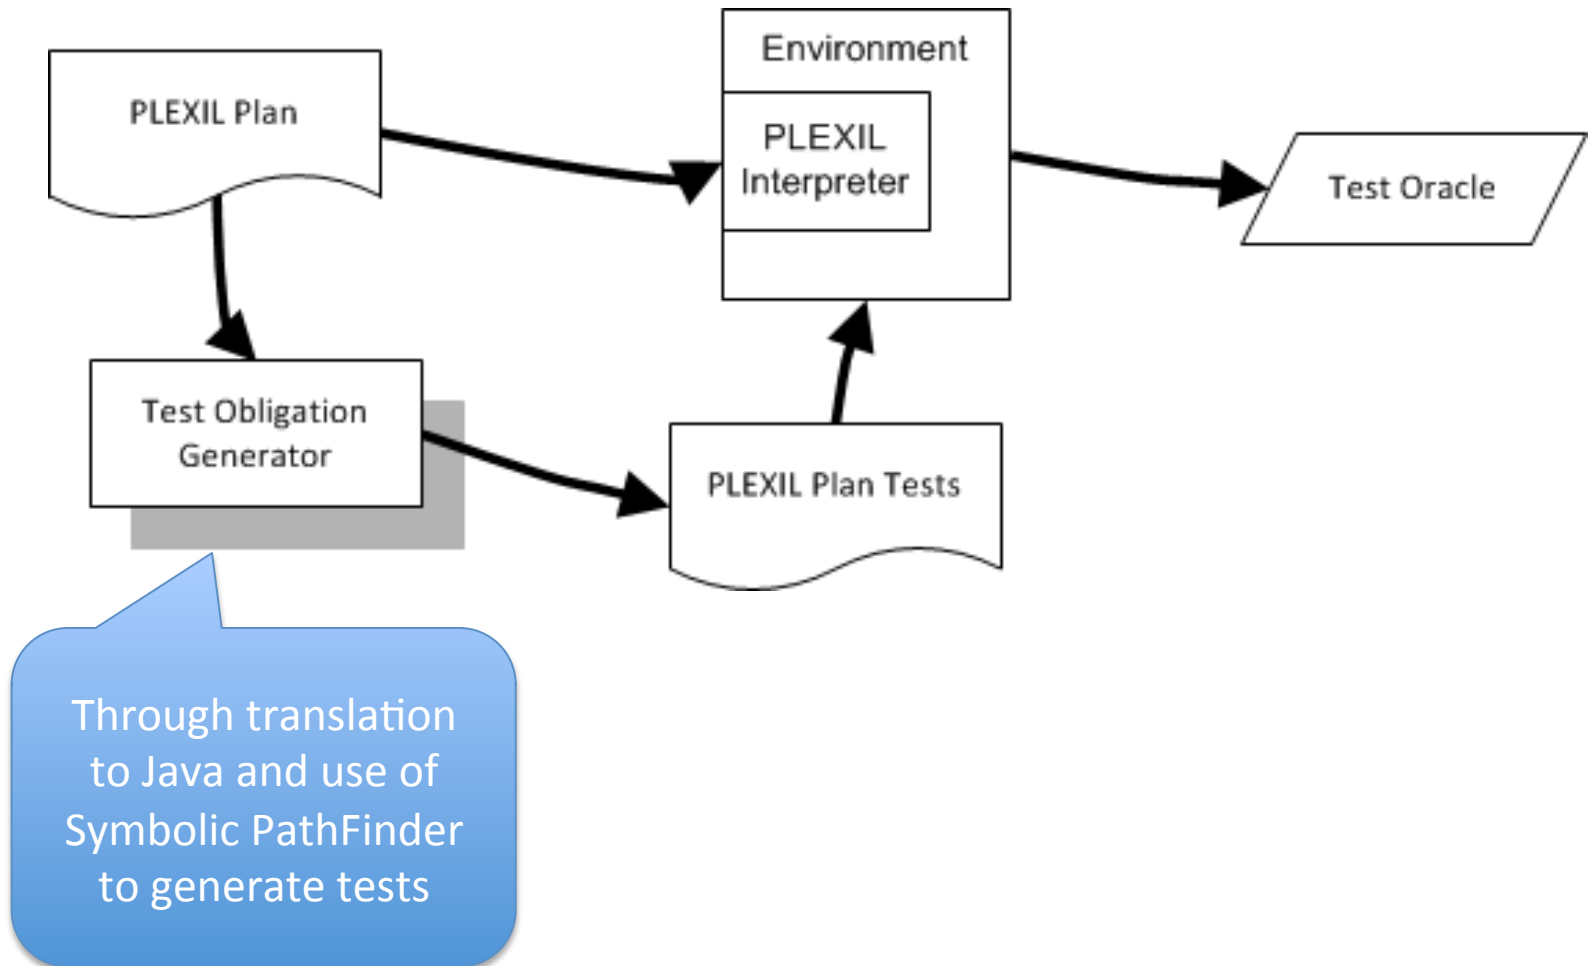 PLEXIL Plan
Environment
PLEXIL
Interpreter
Test Oracle
Test Obligation
Generator
PLEXIL Plan Tests
Through translation
to Java and use of
Symbolic PathFinder
to generate tests